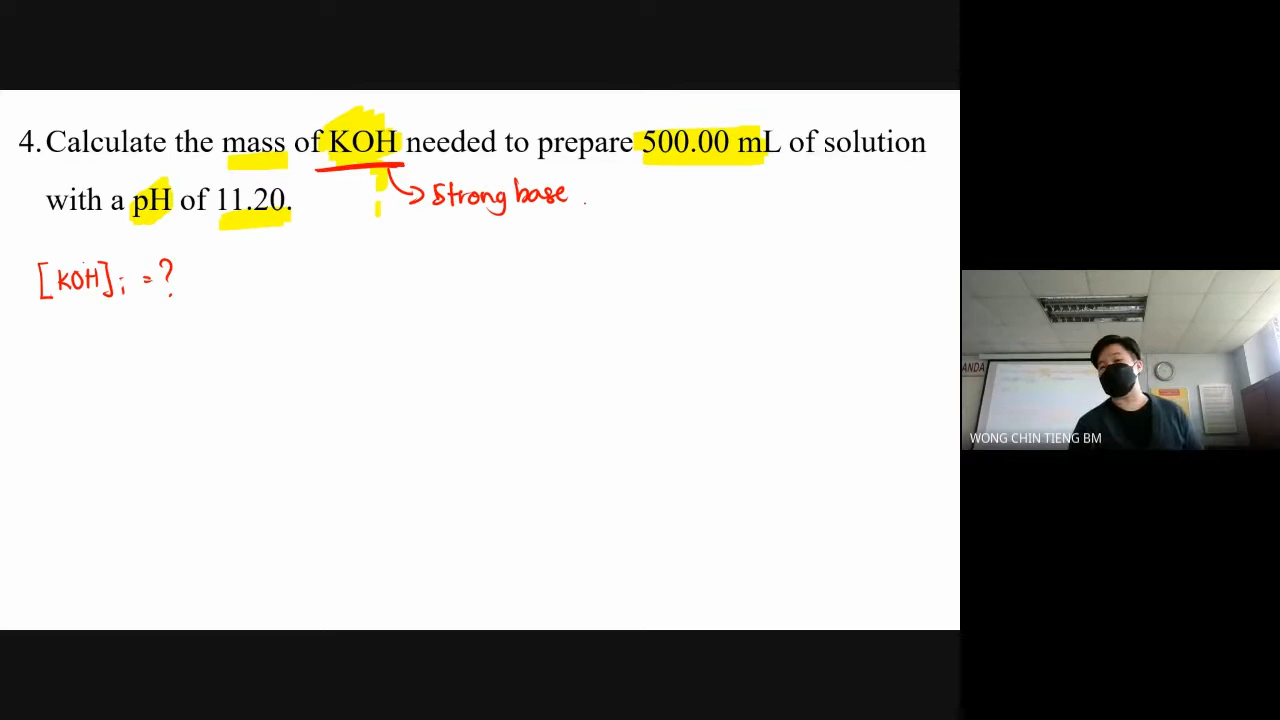 4. Calculate the mass of KOH needed to prepare 500.00 mL of solution
with a pH of 11.20.
Strong base
[KOH]i = ?
ANDA
WONG CHIN TIENG BM